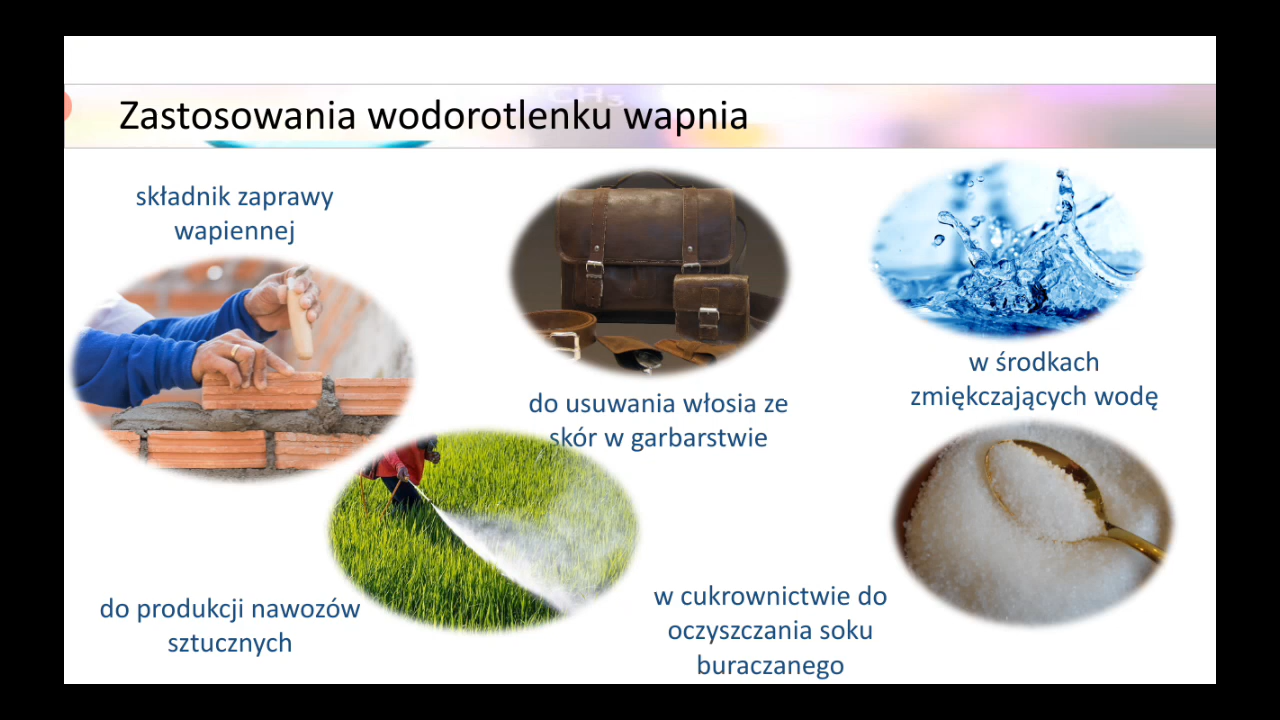 CH₃
Zastosowania wodorotlenku wapnia
składnik zaprawy
wapiennej
do usuwania włosia ze
skór w garbarstwie
w środkach
zmiękczających wodę
do produkcji nawozów
sztucznych
w cukrownictwie do
oczyszczania soku
buraczanego